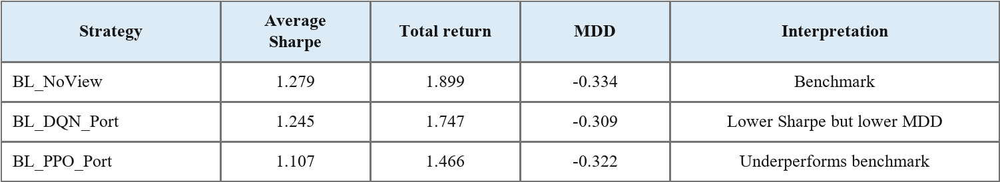 Strategy Average Sharpe Total return MDD Interpretation
BL_NoView 1.279 1.899 -0.334 Benchmark
BL_DQN_Port 1.245 1.747 -0.309 Lower Sharpe but lower MDD
BL_PPO_Port 1.107 1.466 -0.322 Underperforms benchmark